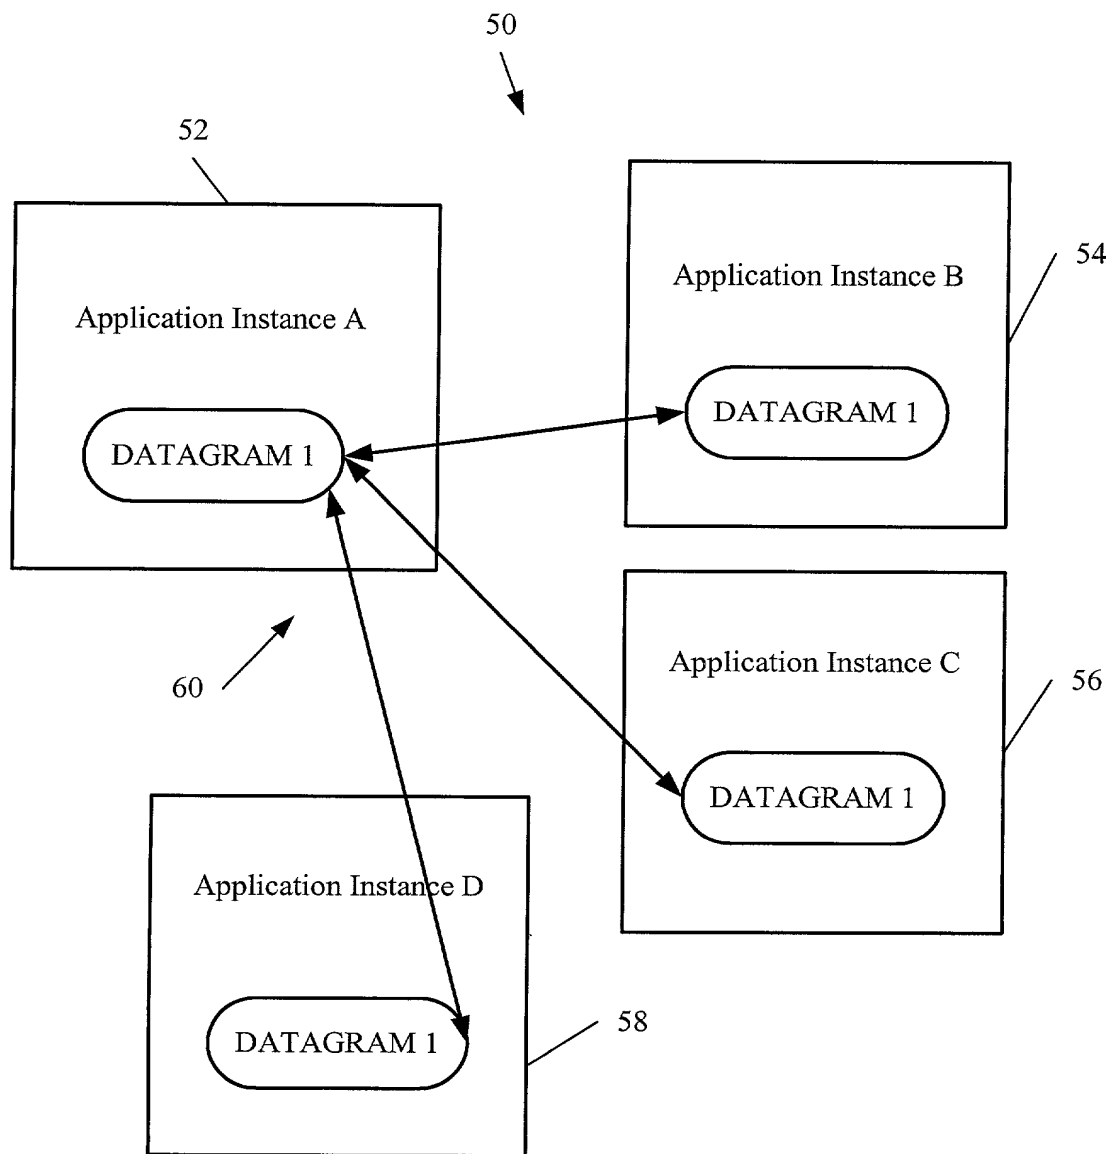 50
52
54
Application Instance B
Application Instance A
DATAGRAM 1
DATAGRAM 1
Application Instance C
56
60
DATAGRAM 1
Application Instance D
58
DATAGRAM 1